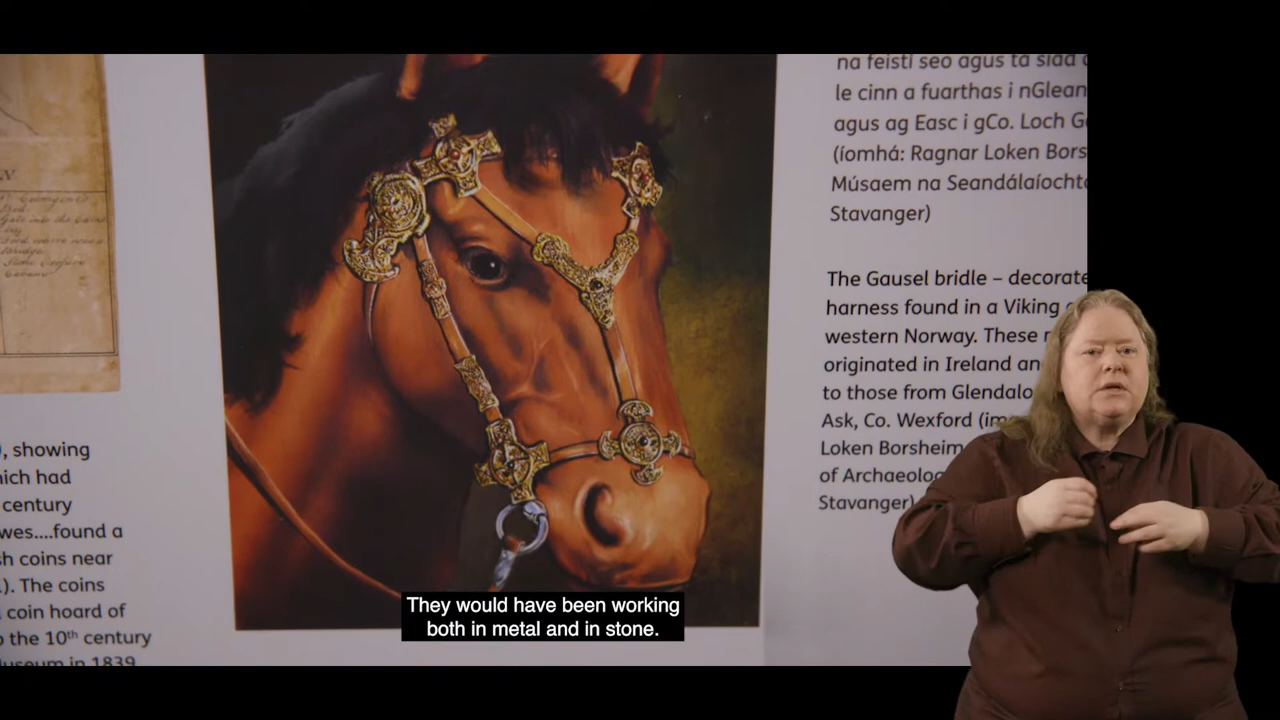 na feistí seo agus tá siad
le cinn a fuarthas i nGlean
agus ag Easc i gCo. Loch G
(íomhá: Ragnar Loken Bors
Músaem na Seandálaíocht
Stavanger)
The Gausel bridle – decorate
harness found in a Viking
western Norway. These
originated in Ireland an
to those from Glendalo
Ask, Co. Wexford (im
Loken Borsheim
of Archaeolog
Stavanger)
, showing
hich had
century
wes....found a
sh coins near
.). The coins
coin hoard of
the 10th century
Museum in 1839
They would have been working
both in metal and in stone.